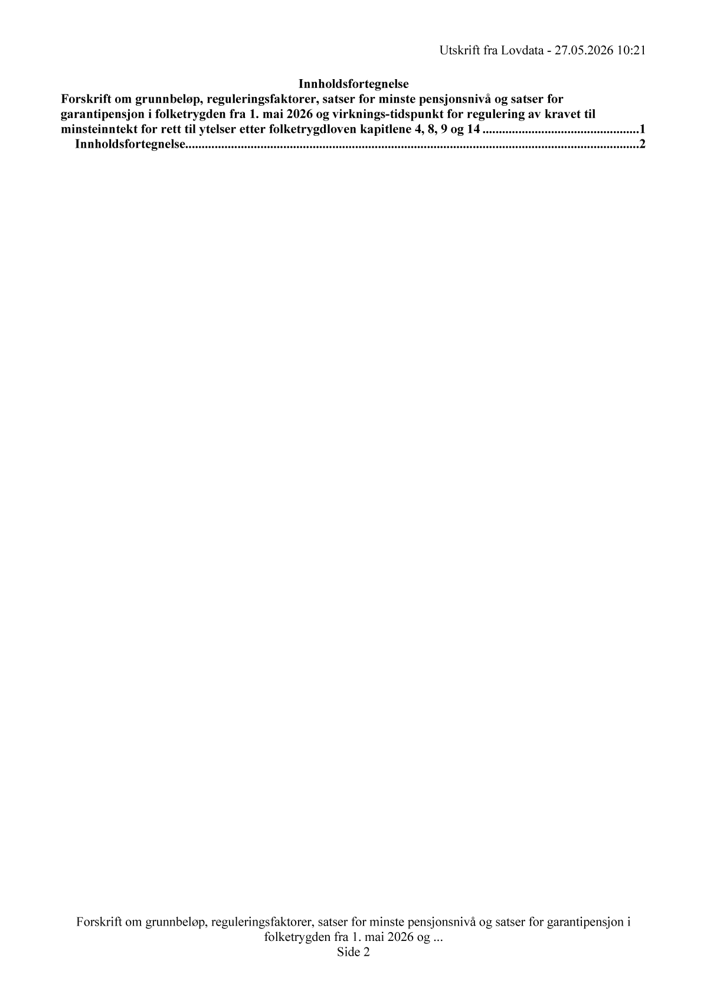 Utskrift fra Lovdata - 27.05.2026 10:21
Innholdsfortegnelse
Forskrift om grunnbeløp, reguleringsfaktorer, satser for minste pensjonsnivå og satser for
garantipensjon i folketrygden fra 1. mai 2026 og virknings-tidspunkt for regulering av kravet til
minsteinntekt for rett til ytelser etter folketrygdloven kapitlene 4, 8, 9 og 14 ................................................1
Innholdsfortegnelse............................................................................................................................................2
Forskrift om grunnbeløp, reguleringsfaktorer, satser for minste pensjonsnivå og satser for garantipensjon i
folketrygden fra 1. mai 2026 og ...
Side 2